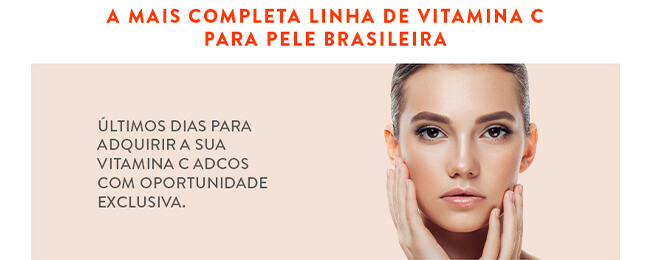 A MAIS COMPLETA LINHA DE VITAMINA C
PARA PELE BRASILEIRA
ÚLTIMOS DIAS PARA
ADQUIRIR A SUA
VITAMINA C ADCOS
COM OPORTUNIDADE
EXCLUSIVA.